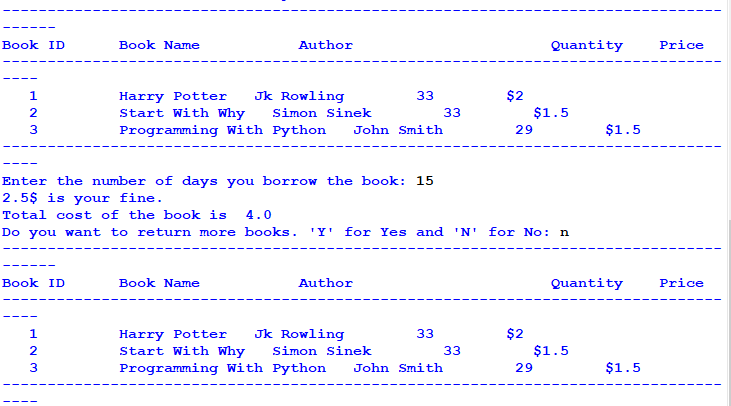 --------------------------------------------------------------------------------
------
Book ID      Book Name           Author                      Quantity    Price
--------------------------------------------------------------------------------
----
   1         Harry Potter   Jk Rowling        33        $2
   2         Start With Why   Simon Sinek        33        $1.5
   3         Programming With Python   John Smith        29        $1.5
--------------------------------------------------------------------------------
----
Enter the number of days you borrow the book: 15
2.5$ is your fine.
Total cost of the book is  4.0
Do you want to return more books. 'Y' for Yes and 'N' for No: n
--------------------------------------------------------------------------------
------
Book ID      Book Name           Author                      Quantity    Price
--------------------------------------------------------------------------------
----
   1         Harry Potter   Jk Rowling        33        $2
   2         Start With Why   Simon Sinek        33        $1.5
   3         Programming With Python   John Smith        29        $1.5
--------------------------------------------------------------------------------
----